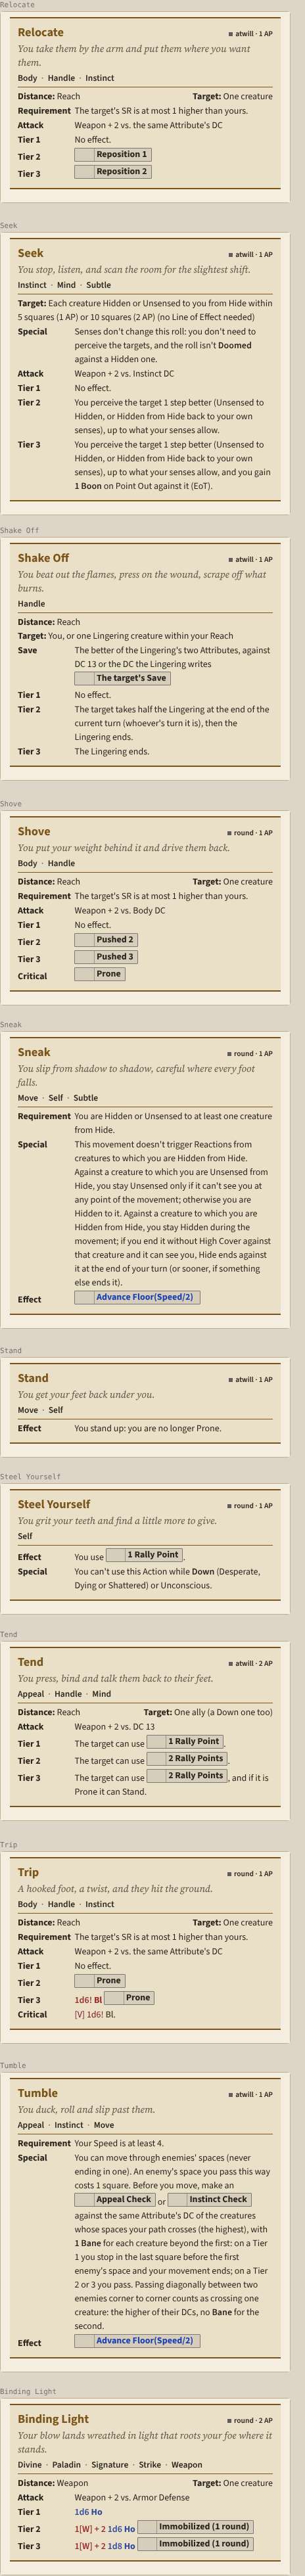 Relocate
Relocate
■ atwill · 1 AP
You take them by the arm and put them where you want
them.
Body · Handle · Instinct
Distance: Reach Target: One creature
Requirement The target's SR is at most 1 higher than yours.
Attack Weapon + 2 vs. the same Attribute's DC
Tier 1 No effect.
Tier 2 Reposition 1
Tier 3 Reposition 2
Seek
Seek
■ atwill · 1 AP
You stop, listen, and scan the room for the slightest shift.
Instinct · Mind · Subtle
Target: Each creature Hidden or Unsensed to you from Hide within
5 squares (1 AP) or 10 squares (2 AP) (no Line of Effect needed)
Special Senses don't change this roll: you don't need to
perceive the targets, and the roll isn't Doomed
against a Hidden one.
Attack Weapon + 2 vs. Instinct DC
Tier 1 No effect.
Tier 2 You perceive the target 1 step better (Unsensed to
Hidden, or Hidden from Hide back to your own
senses), up to what your senses allow.
Tier 3 You perceive the target 1 step better (Unsensed to
Hidden, or Hidden from Hide back to your own
senses), up to what your senses allow, and you gain
1 Boon on Point Out against it (EoT).
Shake Off
Shake Off
■ atwill · 1 AP
You beat out the flames, press on the wound, scrape off what
burns.
Handle
Distance: Reach
Target: You, or one Lingering creature within your Reach
Save The better of the Lingering's two Attributes, against
DC 13 or the DC the Lingering writes
The target's Save
Tier 1 No effect.
Tier 2 The target takes half the Lingering at the end of the
current turn (whoever's turn it is), then the
Lingering ends.
Tier 3 The Lingering ends.
Shove
Shove
■ round · 1 AP
You put your weight behind it and drive them back.
Body · Handle
Distance: Reach Target: One creature
Requirement The target's SR is at most 1 higher than yours.
Attack Weapon + 2 vs. Body DC
Tier 1 No effect.
Tier 2 Pushed 2
Tier 3 Pushed 3
Critical Prone
Sneak
Sneak
■ round · 1 AP
You slip from shadow to shadow, careful where every foot
falls.
Move · Self · Subtle
Requirement You are Hidden or Unsensed to at least one creature
from Hide.
Special This movement doesn't trigger Reactions from
creatures to which you are Hidden from Hide.
Against a creature to which you are Unsensed from
Hide, you stay Unsensed only if it can't see you at
any point of the movement; otherwise you are
Hidden to it. Against a creature to which you are
Hidden from Hide, you stay Hidden during the
movement; if you end it without High Cover against
that creature and it can see you, Hide ends against
it at the end of your turn (or sooner, if something
else ends it).
Effect Advance Floor(Speed/2)
Stand
Stand
■ atwill · 1 AP
You get your feet back under you.
Move · Self
Effect You stand up: you are no longer Prone.
Steel Yourself
Steel Yourself
■ round · 1 AP
You grit your teeth and find a little more to give.
Self
Effect You use 1 Rally Point.
Special You can't use this Action while Down (Desperate,
Dying or Shattered) or Unconscious.
Tend
Tend
■ atwill · 2 AP
You press, bind and talk them back to their feet.
Appeal · Handle · Mind
Distance: Reach Target: One ally (a Down one too)
Attack Weapon + 2 vs. DC 13
Tier 1 The target can use 1 Rally Point.
Tier 2 The target can use 2 Rally Points.
Tier 3 The target can use 2 Rally Points, and if it is
Prone it can Stand.
Trip
Trip
■ round · 1 AP
A hooked foot, a twist, and they hit the ground.
Body · Handle · Instinct
Distance: Reach Target: One creature
Requirement The target's SR is at most 1 higher than yours.
Attack Weapon + 2 vs. the same Attribute's DC
Tier 1 No effect.
Tier 2 Prone
Tier 3 1d6! Bl Prone
Critical [V] 1d6! Bl.
Tumble
Tumble
■ atwill · 1 AP
You duck, roll and slip past them.
Appeal · Instinct · Move
Requirement Your Speed is at least 4.
Special You can move through enemies' spaces (never
ending in one). An enemy's space you pass this way
costs 1 square. Before you move, make an
Appeal Check or Instinct Check
against the same Attribute's DC of the creatures
whose spaces your path crosses (the highest), with
1 Bane for each creature beyond the first: on a Tier
1 you stop in the last square before the first
enemy's space and your movement ends; on a Tier
2 or 3 you pass. Passing diagonally between two
enemies corner to corner counts as crossing one
creature: the higher of their DCs, no Bane for the
second.
Effect Advance Floor(Speed/2)
Binding Light
Binding Light
■ round · 2 AP
Your blow lands wreathed in light that roots your foe where it
stands.
Divine · Paladin · Signature · Strike · Weapon
Distance: Weapon Target: One creature
Attack Weapon + 2 vs. Armor Defense
Tier 1 1d6 Ho
Tier 2 1[W] + 2 1d6 Ho Immobilized (1 round)
Tier 3 1[W] + 2 1d8 Ho Immobilized (1 round)